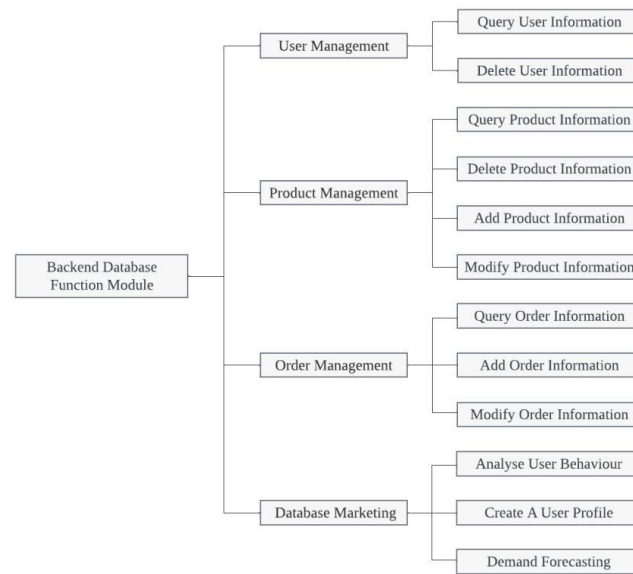 Query User Information
User Management
Delete User Information
Query Product Information
Delete Product Information
Product Management
Add Product Information
Modify Product Information
Backend Database
Function Module
Query Order Information
Order Management
Add Order Information
Modify Order Information
Analyse User Behaviour
Database Marketing
Create A User Profile
Demand Forecasting